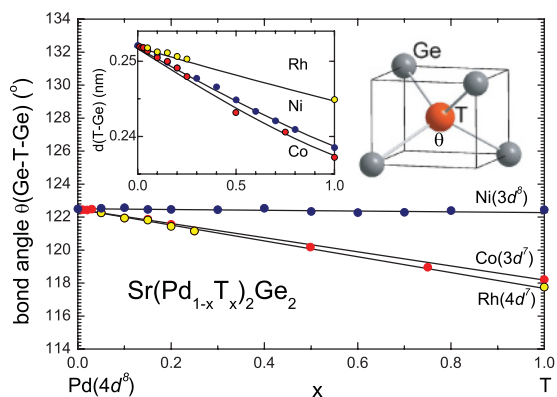 bond angle θ(Ge-T-Ge) (°)
134
132
130
128
126
124
122
120
118
116
114
0.0 0.2 0.4 0.6 0.8 1.0
Pd(4d⁸) x T
Sr(Pd₁₋ₓTₓ)₂Ge₂
Ni(3d⁸)
Co(3d⁷)
Rh(4d⁷)
d(T-Ge) (nm)
0.25
0.24
0.0 0.5 1.0
Rh
Ni
Co
Ge
T
θ